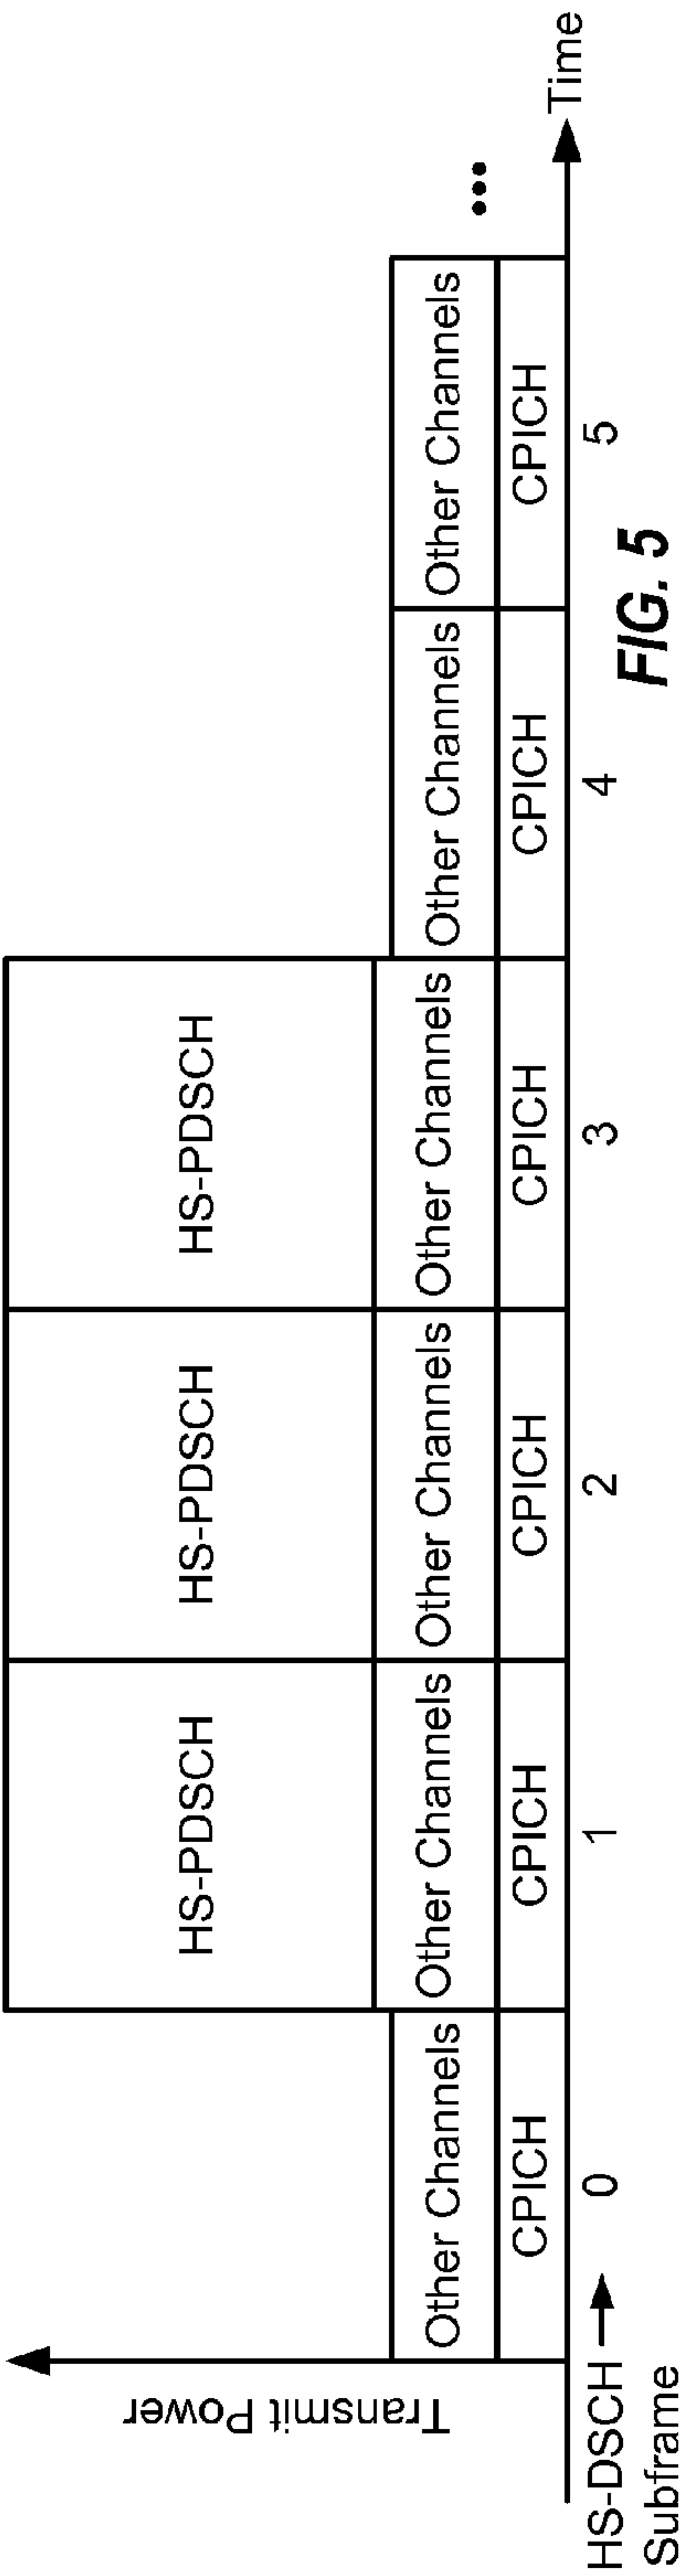 Transmit Power
HS-PDSCH
HS-PDSCH
HS-PDSCH
Other Channels
Other Channels
Other Channels
Other Channels
Other Channels
Other Channels
...
CPICH
CPICH
CPICH
CPICH
CPICH
CPICH
Time
HS-DSCH
Subframe
0
1
2
3
4
5
FIG. 5